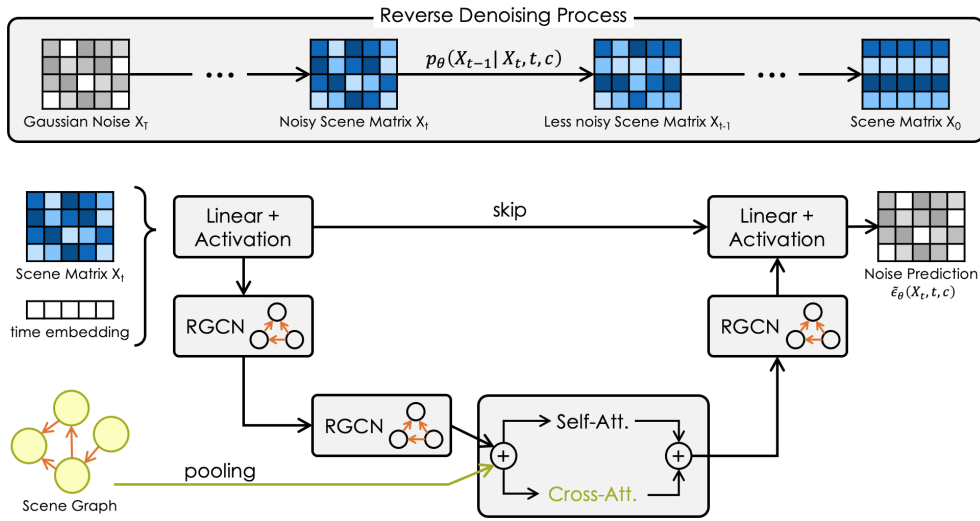 Reverse Denoising Process
p_θ(X_{t-1}| X_t, t, c)
Gaussian Noise X_T
Noisy Scene Matrix X_t
Less noisy Scene Matrix X_{t-1}
Scene Matrix X_0
Linear +
Activation
skip
Linear +
Activation
Scene Matrix X_t
Noise Prediction
ε̃_θ(X_t, t, c)
time embedding
RGCN
RGCN
RGCN
Self-Att.
+
+
pooling
Cross-Att.
Scene Graph